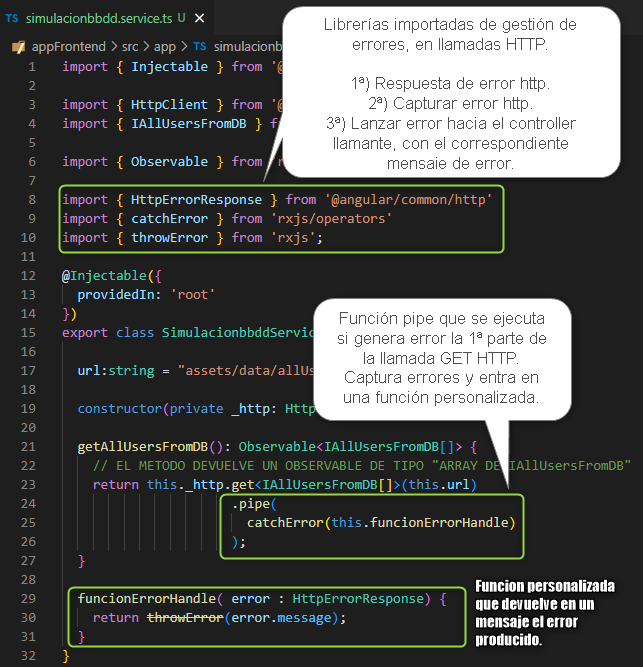 TS simulacionbbdd.service.ts U ×
appFrontend > src > app > TS simulacionbb
Librerías importadas de gestión de
errores, en llamadas HTTP.
1ª) Respuesta de error http.
2ª) Capturar error http.
3ª) Lanzar error hacia el controller
llamante, con el correspondiente
mensaje de error.
1 import { Injectable } from '@
2
3 import { HttpClient } from '@
4 import { IAllUsersFromDB }
5
6 import { Observable } from
7
8 import { HttpErrorResponse } from '@angular/common/http'
9 import { catchError } from 'rxjs/operators'
10 import { throwError } from 'rxjs';
11
12 @Injectable({
13 providedIn: 'root'
14 })
15 export class SimulacionbbddServic
16
17 url:string = "assets/data/allUs
18
19 constructor(private _http: Http
20
21 getAllUsersFromDB(): Observable<IAllUsersFromDB[]> {
22 // EL METODO DEVUELVE UN OBSERVABLE DE TIPO "ARRAY DE IAllUsersFromDB"
23 return this._http.get<IAllUsersFromDB[]>(this.url)
24 .pipe(
25 catchError(this.funcionErrorHandle)
26 );
27 }
28
29 funcionErrorHandle( error : HttpErrorResponse) {
30 return throwError(error.message);
31 }
32 }
Función pipe que se ejecuta
si genera error la 1ª parte de
la llamada GET HTTP.
Captura errores y entra en
una función personalizada.
Funcion personalizada
que devuelve en un
mensaje el error
producido.